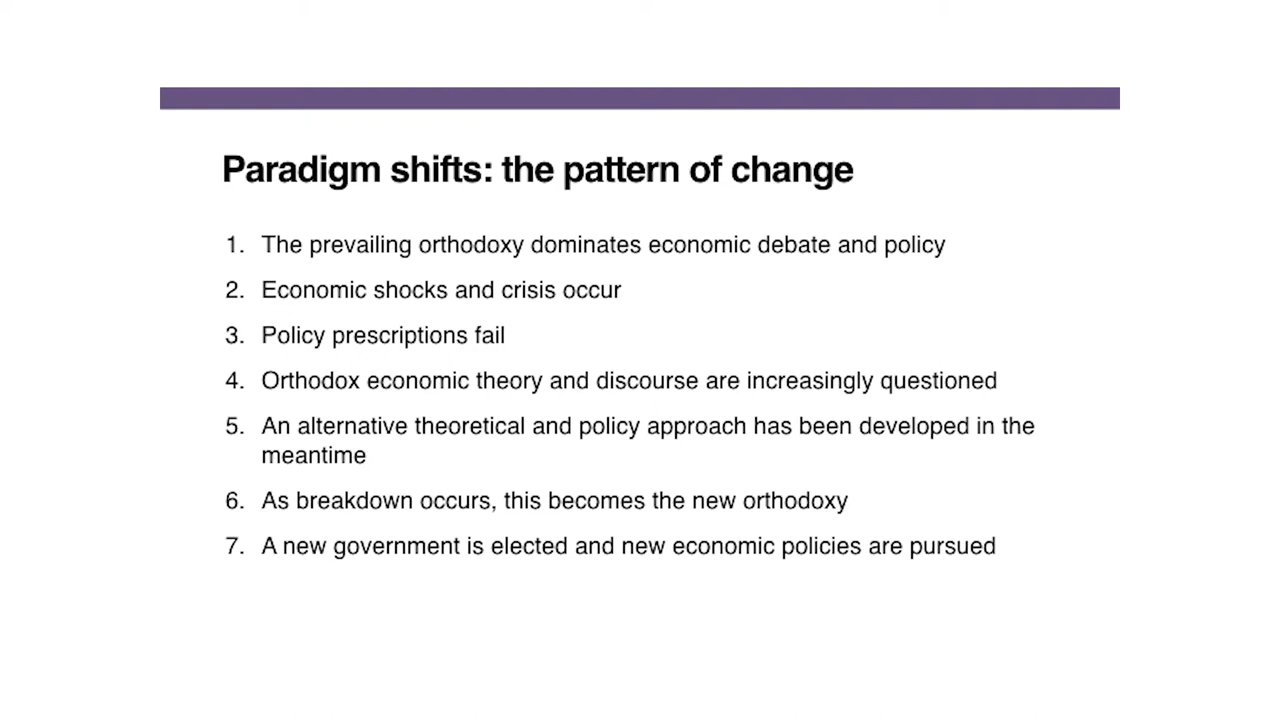 Paradigm shifts: the pattern of change
1. The prevailing orthodoxy dominates economic debate and policy
2. Economic shocks and crisis occur
3. Policy prescriptions fail
4. Orthodox economic theory and discourse are increasingly questioned
5. An alternative theoretical and policy approach has been developed in the
meantime
6. As breakdown occurs, this becomes the new orthodoxy
7. A new government is elected and new economic policies are pursued